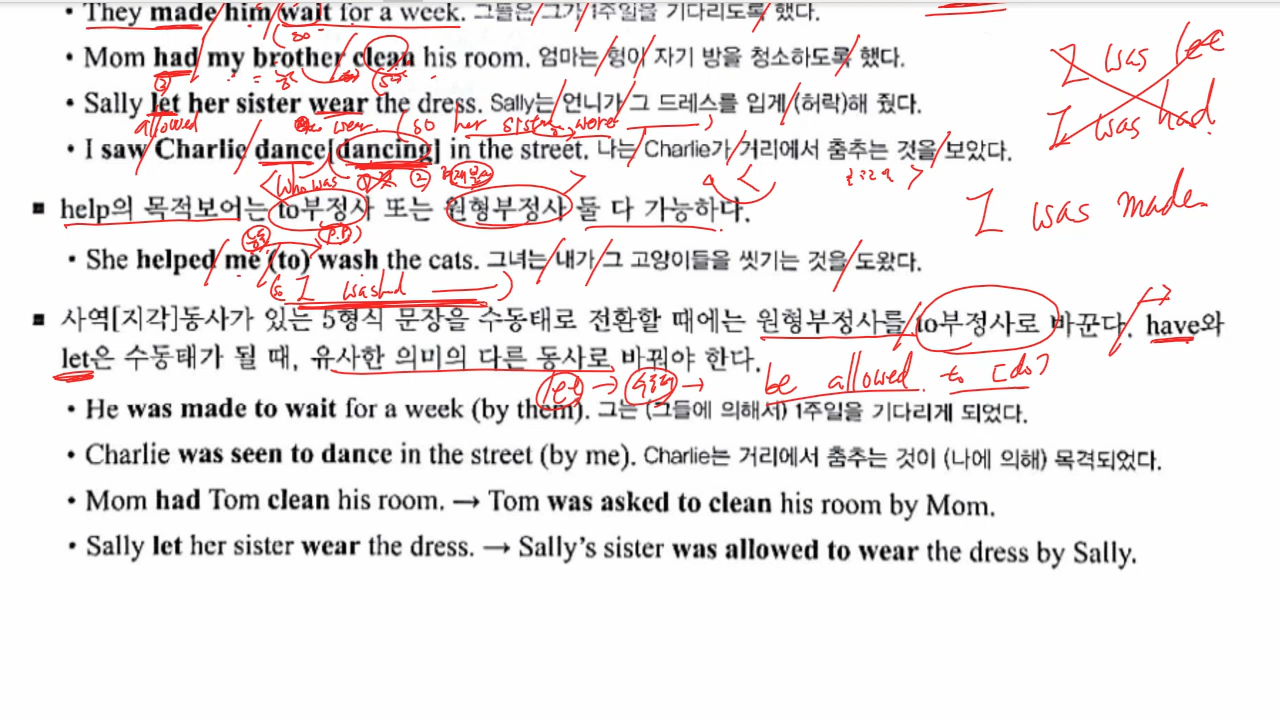 They made him wait for a week. 그들은 그가 1주일을 기다리도록 했다.
• Mom had my brother clean his room. 엄마는 형이 자기 방을 청소하도록 했다.
I was let
• Sally let her sister wear the dress. Sally는 언니가 그 드레스를 입게 (허락)해 줬다.
I was had
allowed wear. (so her sister wore
• I saw Charlie dance[dancing] in the street. 나는 Charlie가 거리에서 춤추는 것을 보았다.
who was
■ help의 목적보어는 to부정사 또는 원형부정사 둘 다 가능하다.
I was made
능동 p.p
• She helped me (to) wash the cats. 그녀는 내가 그 고양이들을 씻기는 것을 도왔다.
I washed
■ 사역[지각]동사가 있는 5형식 문장을 수동태로 전환할 때에는 원형부정사를 to부정사로 바꾼다. have와
let은 수동태가 될 때, 유사한 의미의 다른 동사로 바꿔야 한다.
let → → be allowed to [do]
• He was made to wait for a week (by them). 그는 (그들에 의해서) 1주일을 기다리게 되었다.
• Charlie was seen to dance in the street (by me). Charlie는 거리에서 춤추는 것이 (나에 의해) 목격되었다.
• Mom had Tom clean his room. → Tom was asked to clean his room by Mom.
• Sally let her sister wear the dress. → Sally's sister was allowed to wear the dress by Sally.